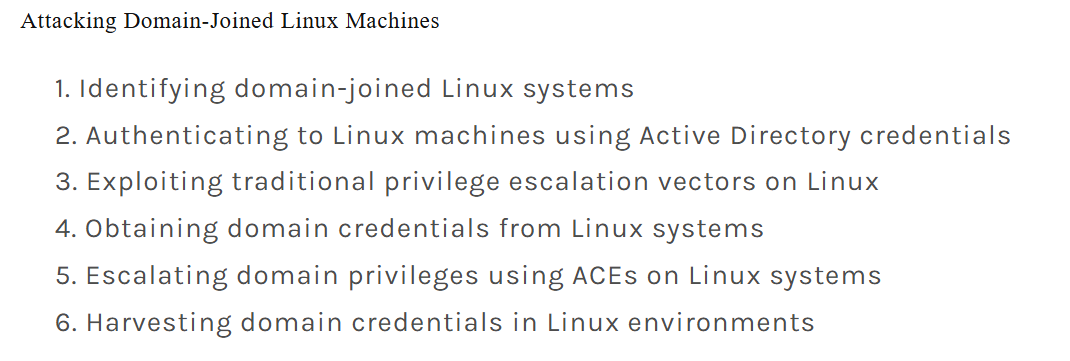 Attacking Domain-Joined Linux Machines
1. Identifying domain-joined Linux systems
2. Authenticating to Linux machines using Active Directory credentials
3. Exploiting traditional privilege escalation vectors on Linux
4. Obtaining domain credentials from Linux systems
5. Escalating domain privileges using ACEs on Linux systems
6. Harvesting domain credentials in Linux environments